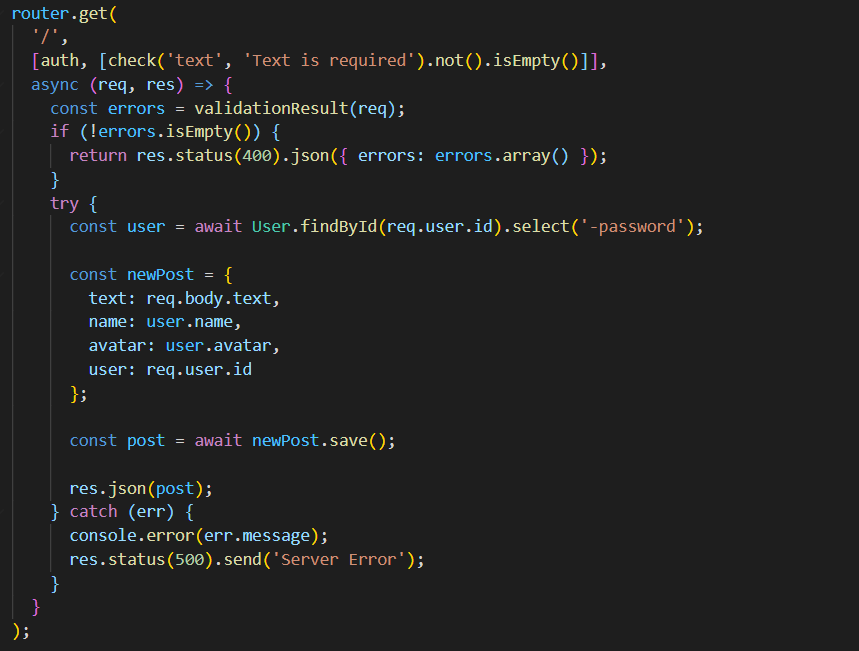 router.get(
  '/',
  [auth, [check('text', 'Text is required').not().isEmpty()]],
  async (req, res) => {
    const errors = validationResult(req);
    if (!errors.isEmpty()) {
      return res.status(400).json({ errors: errors.array() });
    }
    try {
      const user = await User.findById(req.user.id).select('-password');

      const newPost = {
        text: req.body.text,
        name: user.name,
        avatar: user.avatar,
        user: req.user.id
      };

      const post = await newPost.save();

      res.json(post);
    } catch (err) {
      console.error(err.message);
      res.status(500).send('Server Error');
    }
  }
);